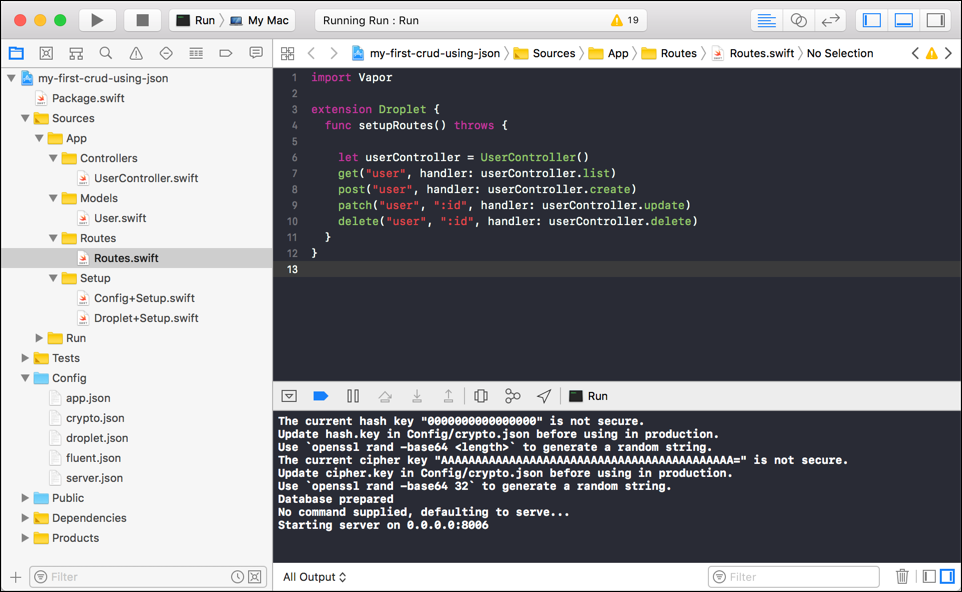 Run My Mac
Running Run : Run
19
my-first-crud-using-json Sources App Routes Routes.swift No Selection
my-first-crud-using-json
Package.swift
Sources
App
Controllers
UserController.swift
Models
User.swift
Routes
Routes.swift
Setup
Config+Setup.swift
Droplet+Setup.swift
Run
Tests
Config
app.json
crypto.json
droplet.json
fluent.json
server.json
Public
Dependencies
Products
Filter
1 import Vapor
2
3 extension Droplet {
4 func setupRoutes() throws {
5
6 let userController = UserController()
7 get("user", handler: userController.list)
8 post("user", handler: userController.create)
9 patch("user", ":id", handler: userController.update)
10 delete("user", ":id", handler: userController.delete)
11 }
12 }
13
Run
The current hash key "0000000000000000" is not secure.
Update hash.key in Config/crypto.json before using in production.
Use `openssl rand -base64 <length>` to generate a random string.
The current cipher key "AAAAAAAAAAAAAAAAAAAAAAAAAAAAAAAAAAAAAAAAAAA=" is not secure.
Update cipher.key in Config/crypto.json before using in production.
Use `openssl rand -base64 32` to generate a random string.
Database prepared
No command supplied, defaulting to serve...
Starting server on 0.0.0.0:8006
All Output
Filter